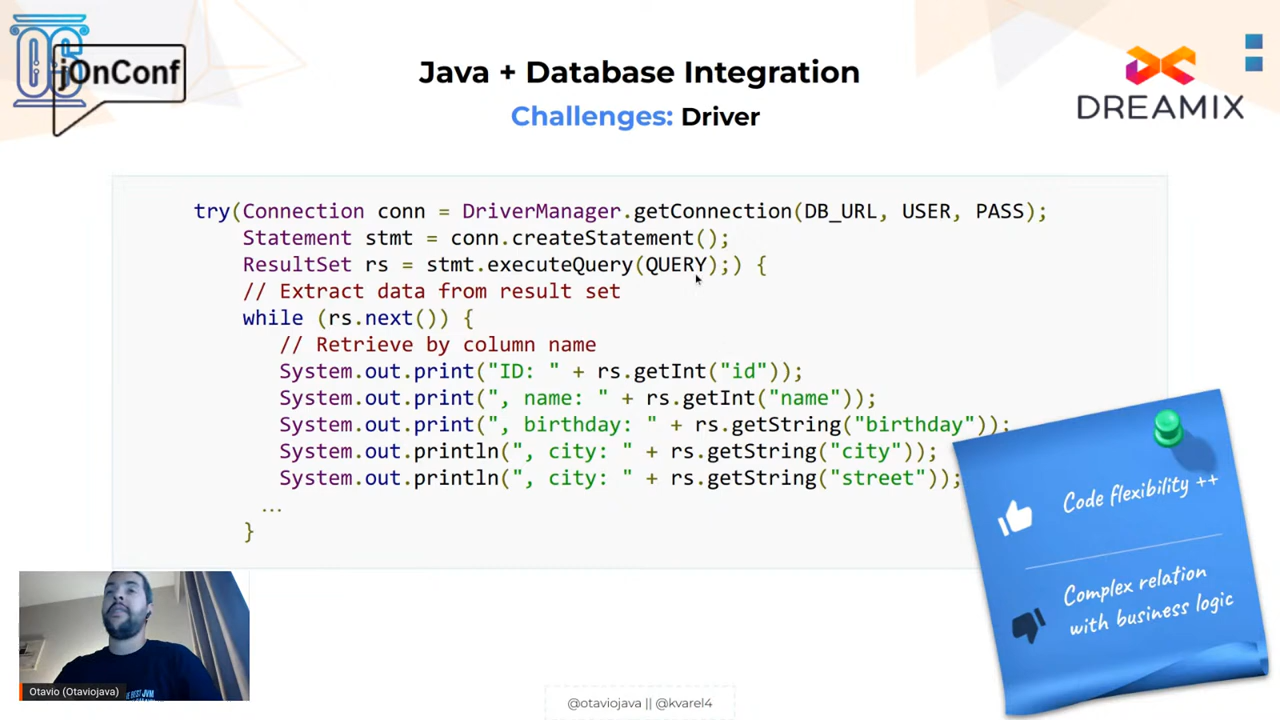 OS
jOnConf
Java + Database Integration
Challenges: Driver
DREAMIX
try(Connection conn = DriverManager.getConnection(DB_URL, USER, PASS);
Statement stmt = conn.createStatement();
ResultSet rs = stmt.executeQuery(QUERY);) {
// Extract data from result set
while (rs.next()) {
// Retrieve by column name
System.out.print("ID: " + rs.getInt("id"));
System.out.print(", name: " + rs.getInt("name"));
System.out.print(", birthday: " + rs.getString("birthday"));
System.out.println(", city: " + rs.getString("city"));
System.out.println(", city: " + rs.getString("street"));
...
}
Code flexibility ++
Complex relation
with business logic
E BEST JVM
Otavio (Otaviojava)
@otaviojava || @kvarel4